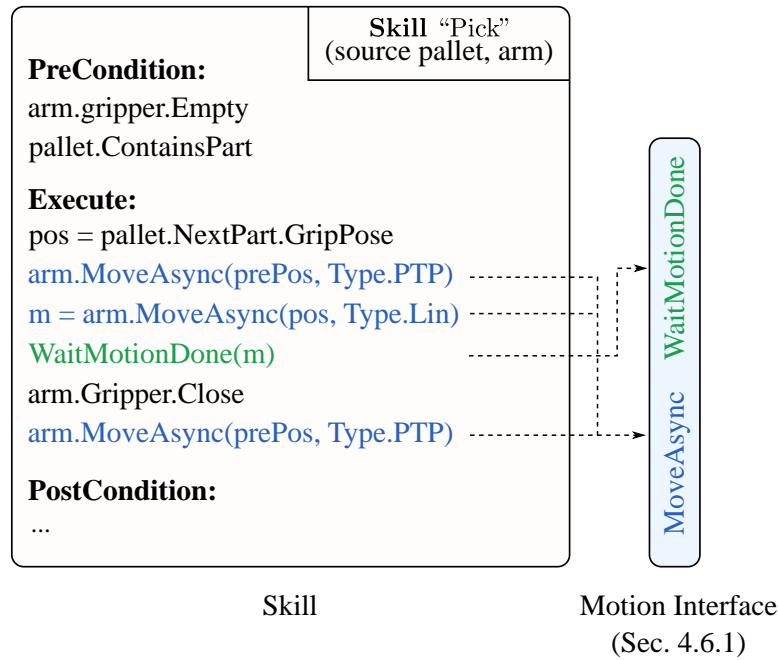 Skill “Pick”
(source pallet, arm)
PreCondition:
arm.gripper.Empty
pallet.ContainsPart
Execute:
pos = pallet.NextPart.GripPose
arm.MoveAsync(prePos, Type.PTP)
m = arm.MoveAsync(pos, Type.Lin)
WaitMotionDone(m)
arm.Gripper.Close
arm.MoveAsync(prePos, Type.PTP)
PostCondition:
...
WaitMotionDone
MoveAsync
Skill
Motion Interface
(Sec. 4.6.1)